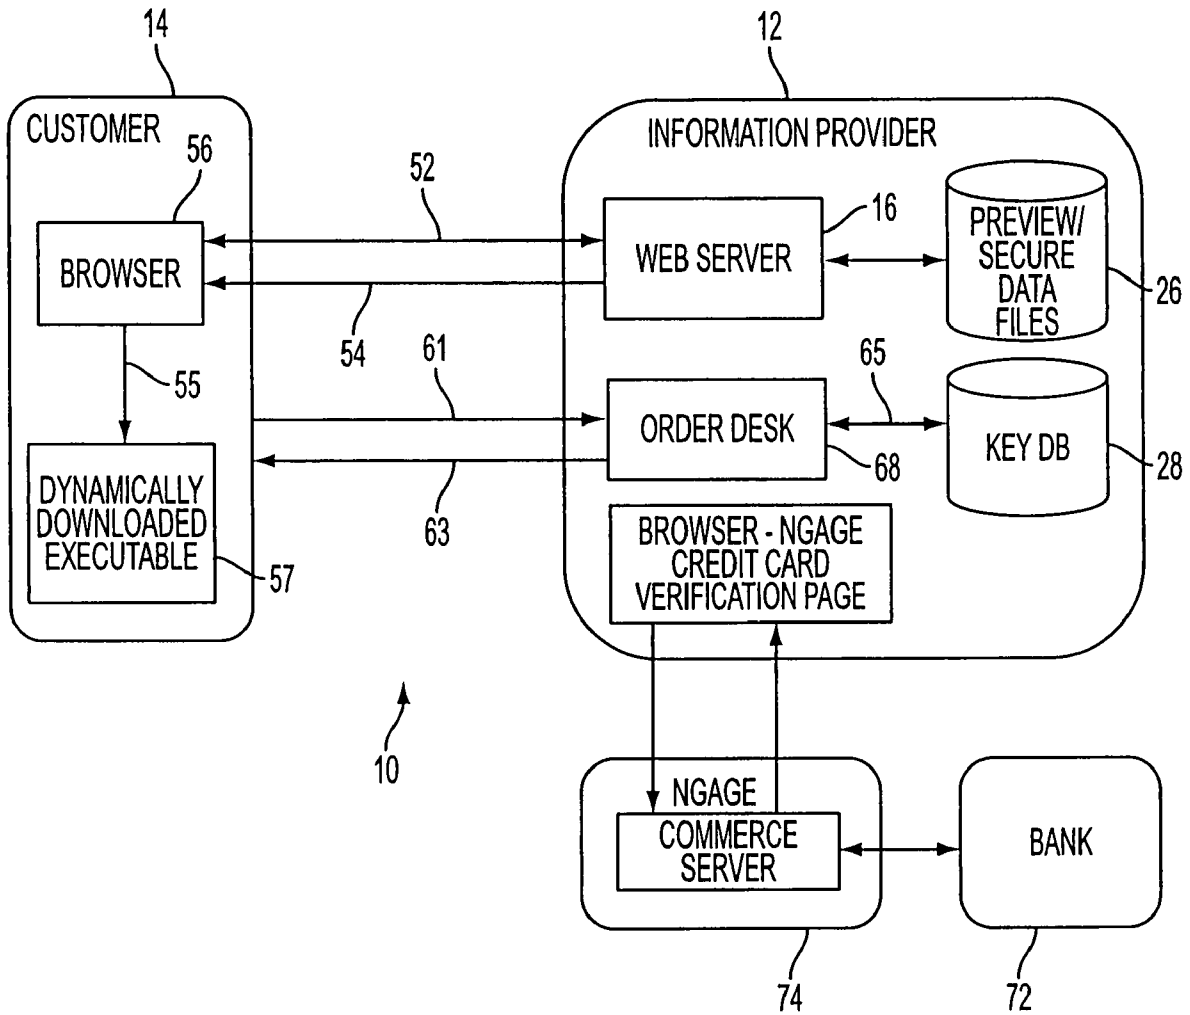 14
12
CUSTOMER
INFORMATION PROVIDER
56
52
16
BROWSER
WEB SERVER
PREVIEW/
SECURE
DATA
FILES
26
54
55
61
65
ORDER DESK
KEY DB
68
28
63
DYNAMICALLY
DOWNLOADED
EXECUTABLE
57
BROWSER - NGAGE
CREDIT CARD
VERIFICATION PAGE
10
NGAGE
COMMERCE
SERVER
BANK
74
72